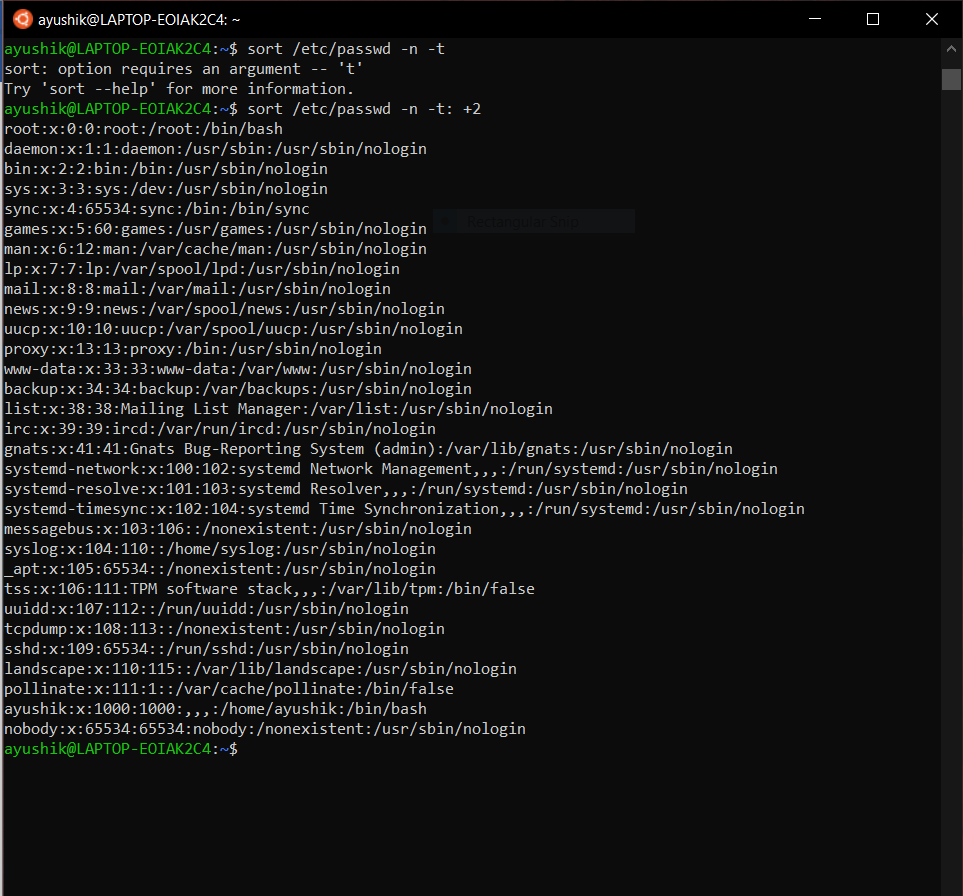 ayushik@LAPTOP-EOIAK2C4: ~
ayushik@LAPTOP-EOIAK2C4:~$ sort /etc/passwd -n -t
sort: option requires an argument -- 't'
Try 'sort --help' for more information.
ayushik@LAPTOP-EOIAK2C4:~$ sort /etc/passwd -n -t: +2
root:x:0:0:root:/root:/bin/bash
daemon:x:1:1:daemon:/usr/sbin:/usr/sbin/nologin
bin:x:2:2:bin:/bin:/usr/sbin/nologin
sys:x:3:3:sys:/dev:/usr/sbin/nologin
sync:x:4:65534:sync:/bin:/bin/sync
Rectangular Snip
games:x:5:60:games:/usr/games:/usr/sbin/nologin
man:x:6:12:man:/var/cache/man:/usr/sbin/nologin
lp:x:7:7:lp:/var/spool/lpd:/usr/sbin/nologin
mail:x:8:8:mail:/var/mail:/usr/sbin/nologin
news:x:9:9:news:/var/spool/news:/usr/sbin/nologin
uucp:x:10:10:uucp:/var/spool/uucp:/usr/sbin/nologin
proxy:x:13:13:proxy:/bin:/usr/sbin/nologin
www-data:x:33:33:www-data:/var/www:/usr/sbin/nologin
backup:x:34:34:backup:/var/backups:/usr/sbin/nologin
list:x:38:38:Mailing List Manager:/var/list:/usr/sbin/nologin
irc:x:39:39:ircd:/var/run/ircd:/usr/sbin/nologin
gnats:x:41:41:Gnats Bug-Reporting System (admin):/var/lib/gnats:/usr/sbin/nologin
systemd-network:x:100:102:systemd Network Management,,,:/run/systemd:/usr/sbin/nologin
systemd-resolve:x:101:103:systemd Resolver,,,:/run/systemd:/usr/sbin/nologin
systemd-timesync:x:102:104:systemd Time Synchronization,,,:/run/systemd:/usr/sbin/nologin
messagebus:x:103:106::/nonexistent:/usr/sbin/nologin
syslog:x:104:110::/home/syslog:/usr/sbin/nologin
_apt:x:105:65534::/nonexistent:/usr/sbin/nologin
tss:x:106:111:TPM software stack,,,:/var/lib/tpm:/bin/false
uuidd:x:107:112::/run/uuidd:/usr/sbin/nologin
tcpdump:x:108:113::/nonexistent:/usr/sbin/nologin
sshd:x:109:65534::/run/sshd:/usr/sbin/nologin
landscape:x:110:115::/var/lib/landscape:/usr/sbin/nologin
pollinate:x:111:1::/var/cache/pollinate:/bin/false
ayushik:x:1000:1000:,,,:/home/ayushik:/bin/bash
nobody:x:65534:65534:nobody:/nonexistent:/usr/sbin/nologin
ayushik@LAPTOP-EOIAK2C4:~$